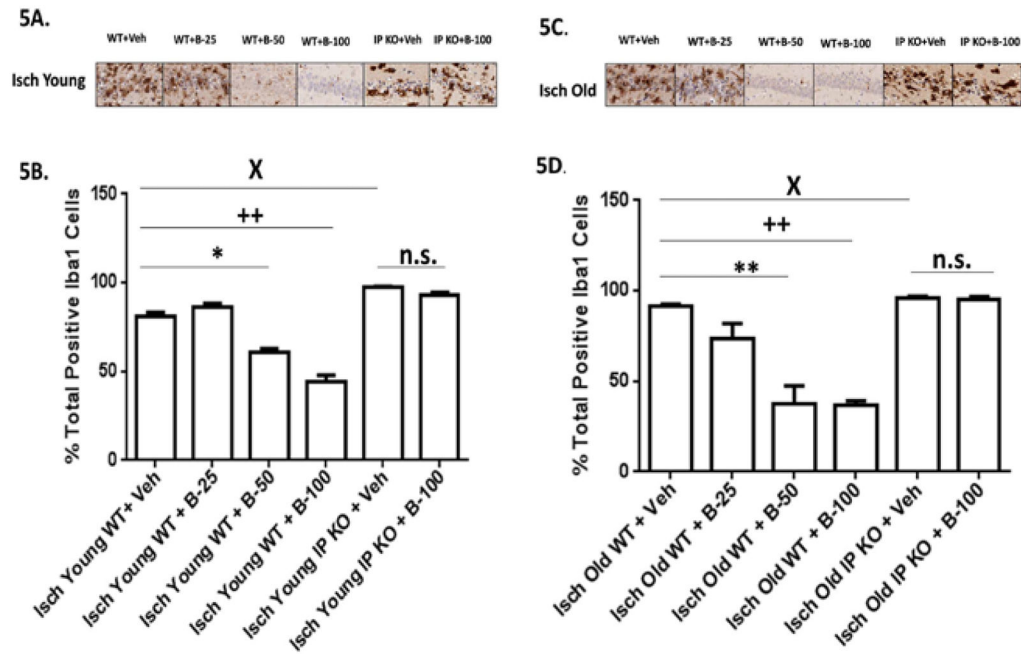 5A.
WT+Veh WT+B-25 WT+B-50 WT+B-100 IP KO+Veh IP KO+B-100
Isch Young
5B.
% Total Positive Iba1 Cells
150
100
50
0
X
++
*
n.s.
Isch Young WT+ Veh
Isch Young WT + B-25
Isch Young WT + B-50
Isch Young WT + B-100
Isch Young IP KO + Veh
Isch Young IP KO + B-100
5C.
WT+Veh WT+B-25 WT+B-50 WT+B-100 IP KO+Veh IP KO+B-100
Isch Old
5D.
% Total Positive Iba1 Cells
150
100
50
0
X
++
**
n.s.
Isch Old WT + Veh
Isch Old WT + B-25
Isch Old WT + B-50
Isch Old WT + B-100
Isch Old IP KO + Veh
Isch Old IP KO + B-100